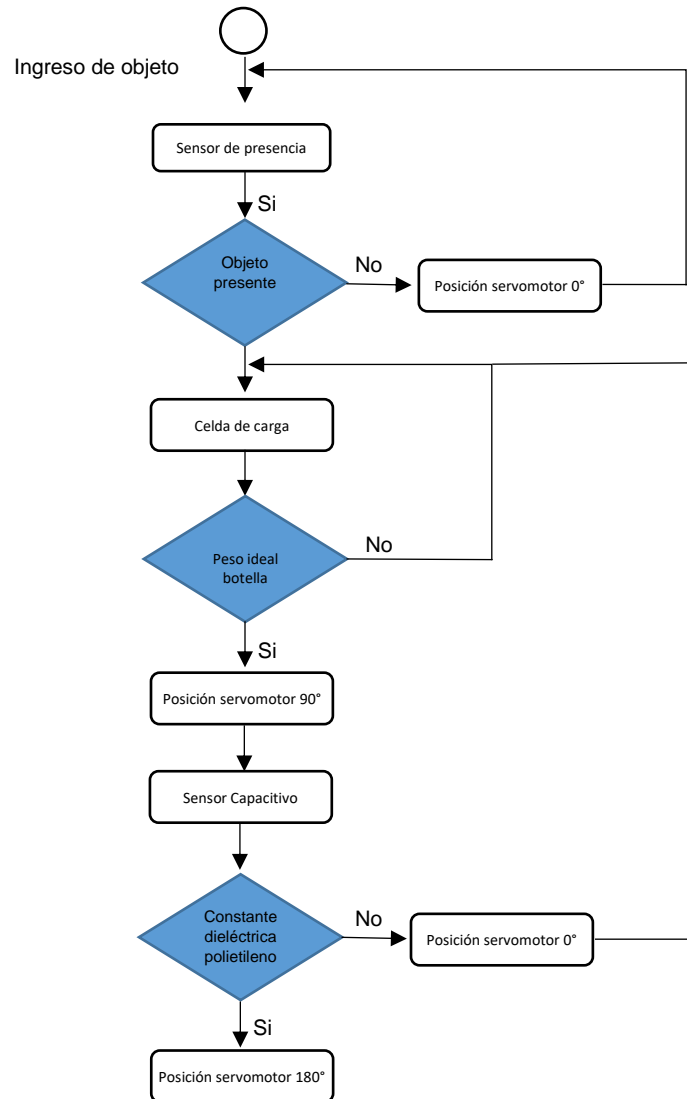 Ingreso de objeto
Sensor de presencia
Si
Objeto
presente
No
Posición servomotor 0°
Celda de carga
Peso ideal
botella
No
Si
Posición servomotor 90°
Sensor Capacitivo
Constante
dieléctrica
polietileno
No
Posición servomotor 0°
Si
Posición servomotor 180°